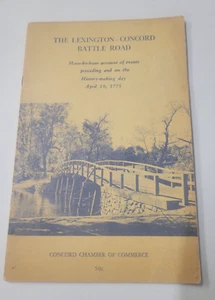 THE LEXINGTON-CONCORD
BATTLE ROAD
Hour-by-hour account of events
preceding and on the
History-making day
April 19, 1775
CONCORD CHAMBER OF COMMERCE